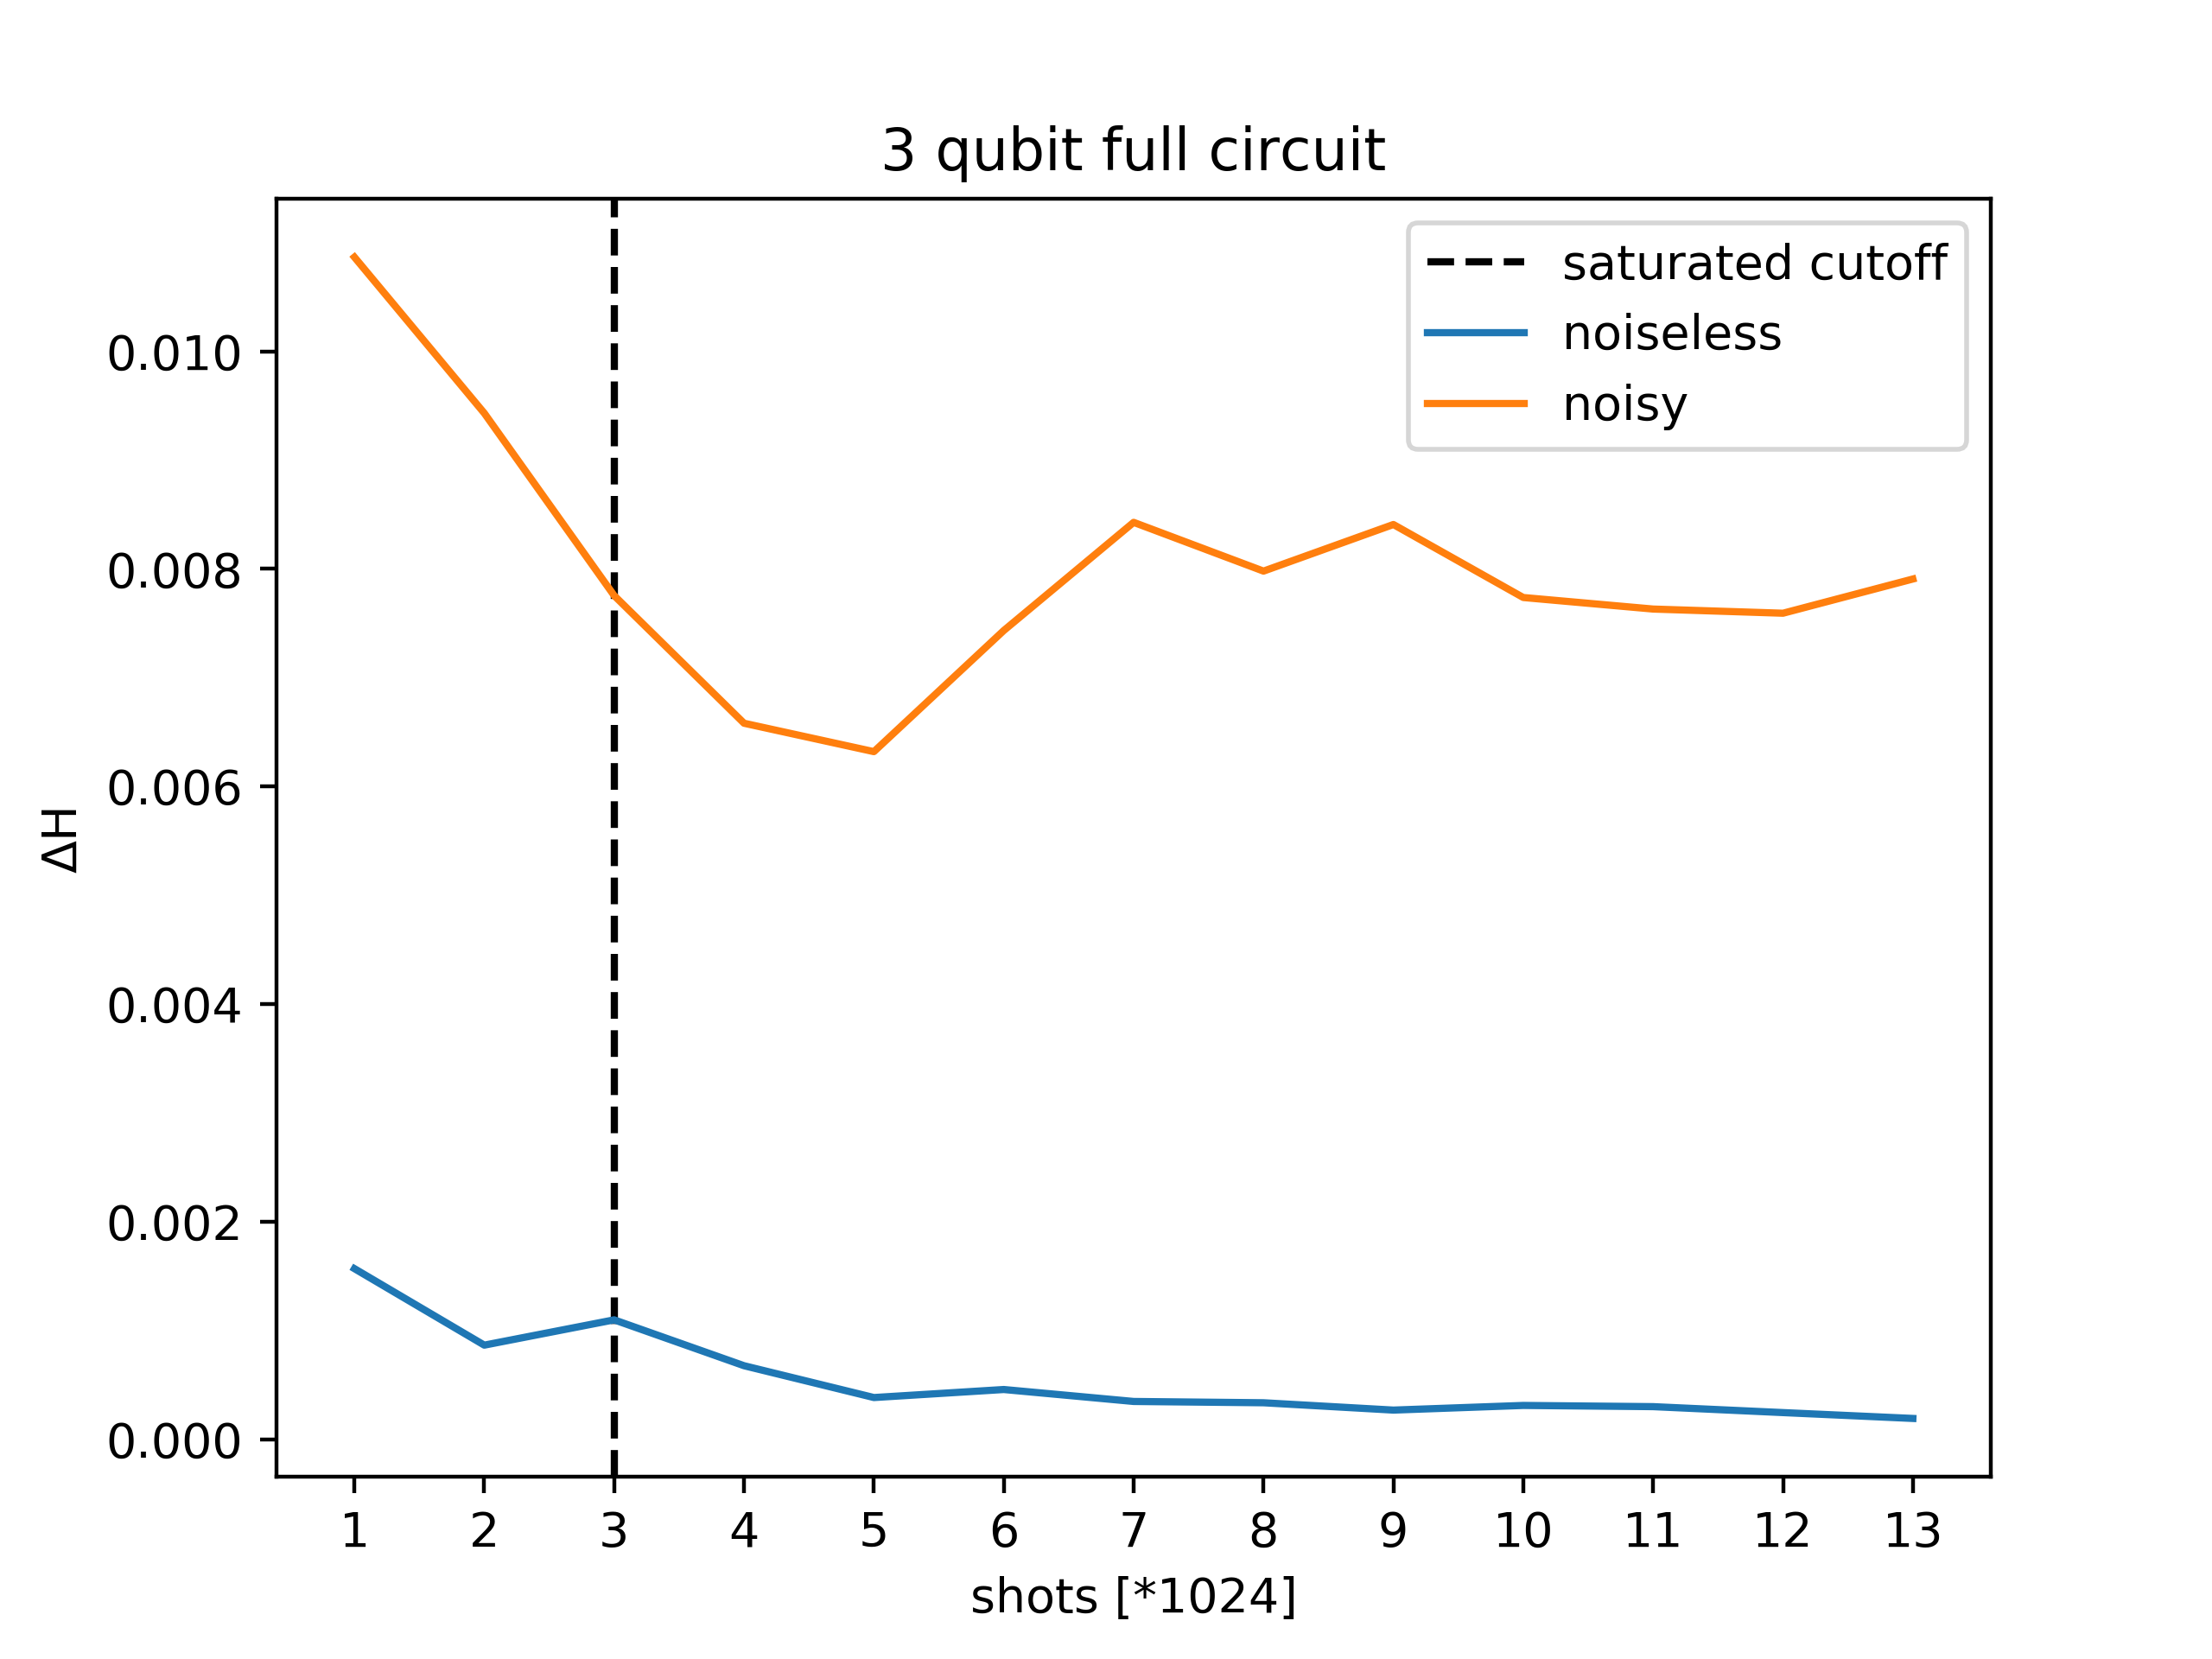 3 qubit full circuit
saturated cutoff
noiseless
noisy
0.010
0.008
0.006
0.004
0.002
0.000
ΔH
1 2 3 4 5 6 7 8 9 10 11 12 13
shots [*1024]